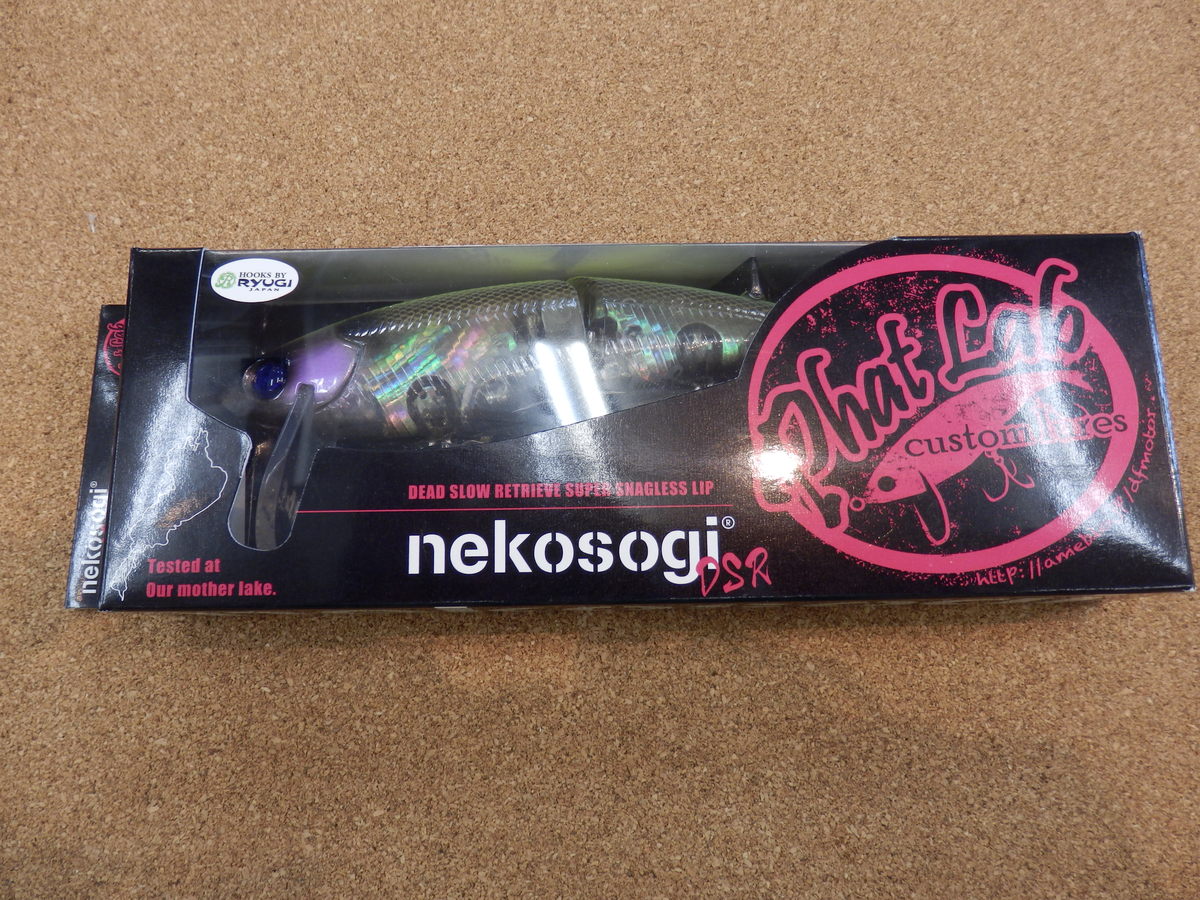 HOOKS BY
RYUGI
JAPAN
Phat Lab
custom lures
DEAD SLOW RETRIEVE SUPER SNAGLESS LIP
nekosogi®
DSR
Tested at
Our mother lake.
nekosogi®